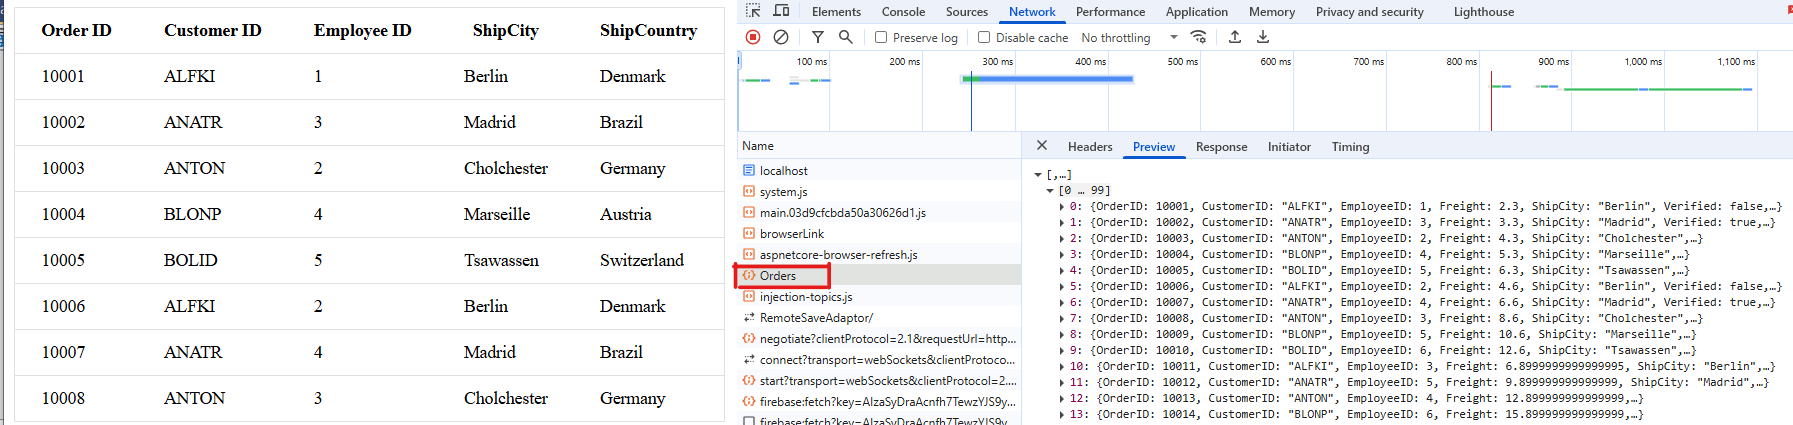 Order ID Customer ID Employee ID ShipCity ShipCountry
10001 ALFKI 1 Berlin Denmark
10002 ANATR 3 Madrid Brazil
10003 ANTON 2 Cholchester Germany
10004 BLONP 4 Marseille Austria
10005 BOLID 5 Tsawassen Switzerland
10006 ALFKI 2 Berlin Denmark
10007 ANATR 4 Madrid Brazil
10008 ANTON 3 Cholchester Germany
Elements Console Sources Network Performance Application Memory Privacy and security Lighthouse
Preserve log Disable cache No throttling
100 ms 200 ms 300 ms 400 ms 500 ms 600 ms 700 ms 800 ms 900 ms 1,000 ms 1,100 ms
Name
localhost
system.js
main.03d9cfcbda50a30626d1.js
browserLink
aspnetcore-browser-refresh.js
Orders
injection-topics.js
RemoteSaveAdaptor/
negotiate?clientProtocol=2.1&requestUrl=http...
connect?transport=webSockets&clientProtoco...
start?transport=webSockets&clientProtocol=2....
firebase:fetch?key=AIzaSyDraAcnfh7TewzYJS9y...
firebase:fetch?key=AIzaSyDraAcnfh7TewzYJS9y...
Headers Preview Response Initiator Timing
[,…]
[0 … 99]
0: {OrderID: 10001, CustomerID: "ALFKI", EmployeeID: 1, Freight: 2.3, ShipCity: "Berlin", Verified: false,…}
1: {OrderID: 10002, CustomerID: "ANATR", EmployeeID: 3, Freight: 3.3, ShipCity: "Madrid", Verified: true,…}
2: {OrderID: 10003, CustomerID: "ANTON", EmployeeID: 2, Freight: 4.3, ShipCity: "Cholchester",…}
3: {OrderID: 10004, CustomerID: "BLONP", EmployeeID: 4, Freight: 5.3, ShipCity: "Marseille",…}
4: {OrderID: 10005, CustomerID: "BOLID", EmployeeID: 5, Freight: 6.3, ShipCity: "Tsawassen",…}
5: {OrderID: 10006, CustomerID: "ALFKI", EmployeeID: 2, Freight: 4.6, ShipCity: "Berlin", Verified: false,…}
6: {OrderID: 10007, CustomerID: "ANATR", EmployeeID: 4, Freight: 6.6, ShipCity: "Madrid", Verified: true,…}
7: {OrderID: 10008, CustomerID: "ANTON", EmployeeID: 3, Freight: 8.6, ShipCity: "Cholchester",…}
8: {OrderID: 10009, CustomerID: "BLONP", EmployeeID: 5, Freight: 10.6, ShipCity: "Marseille",…}
9: {OrderID: 10010, CustomerID: "BOLID", EmployeeID: 6, Freight: 12.6, ShipCity: "Tsawassen",…}
10: {OrderID: 10011, CustomerID: "ALFKI", EmployeeID: 3, Freight: 6.8999999999999995, ShipCity: "Berlin",…}
11: {OrderID: 10012, CustomerID: "ANATR", EmployeeID: 5, Freight: 9.899999999999999, ShipCity: "Madrid",…}
12: {OrderID: 10013, CustomerID: "ANTON", EmployeeID: 4, Freight: 12.899999999999999,…}
13: {OrderID: 10014, CustomerID: "BLONP", EmployeeID: 6, Freight: 15.899999999999999,…}